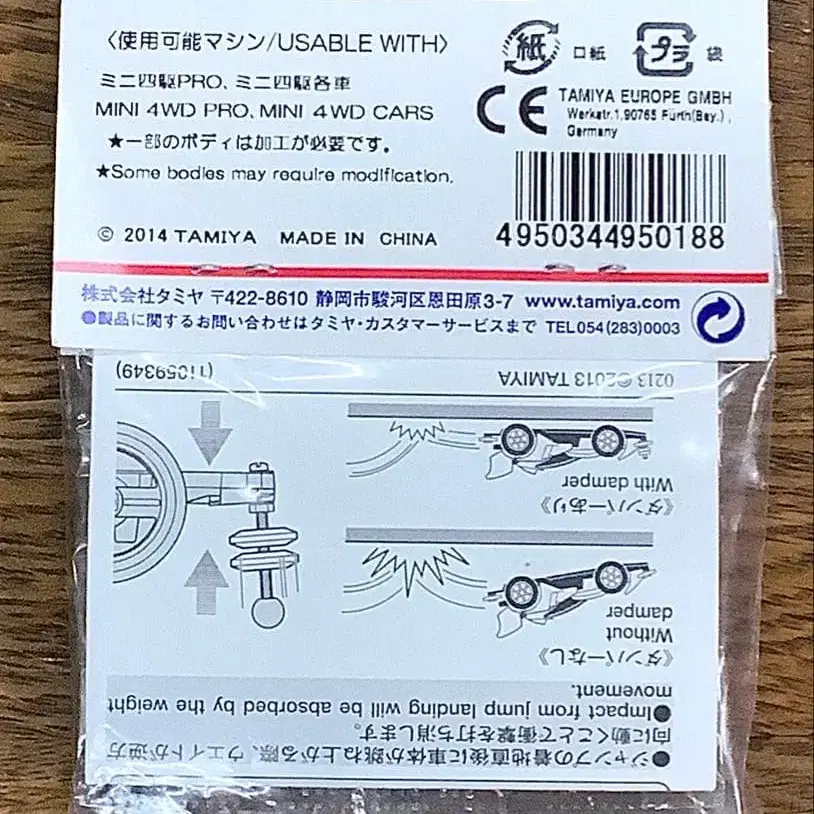 〈使用可能マシン/USABLE WITH〉
ミニ四駆PRO、ミニ四駆各車
MINI 4WD PRO, MINI 4WD CARS
★一部のボディは加工が必要です。
★Some bodies may require modification.
© 2014 TAMIYA MADE IN CHINA
紙 口紙 プラ 袋
CE TAMIYA EUROPE GMBH
Werkstr.1,90765 Fürth(Bay.),
Germany
4950344950188
株式会社タミヤ 〒422-8610 静岡市駿河区恩田原3-7 www.tamiya.com
●製品に関するお問い合わせはタミヤ・カスタマーサービスまで TEL054(283)0003
●ジャンプの着地直後に車体が跳ね上がる際、ウエイトが逆方
向に動くことで衝撃を打ち消します。
●Impact from jump landing will be absorbed by the weight
movement.
《ダンパーなし》
Without
damper
《ダンパーあり》
With damper
0213 ©2013 TAMIYA (11059349)